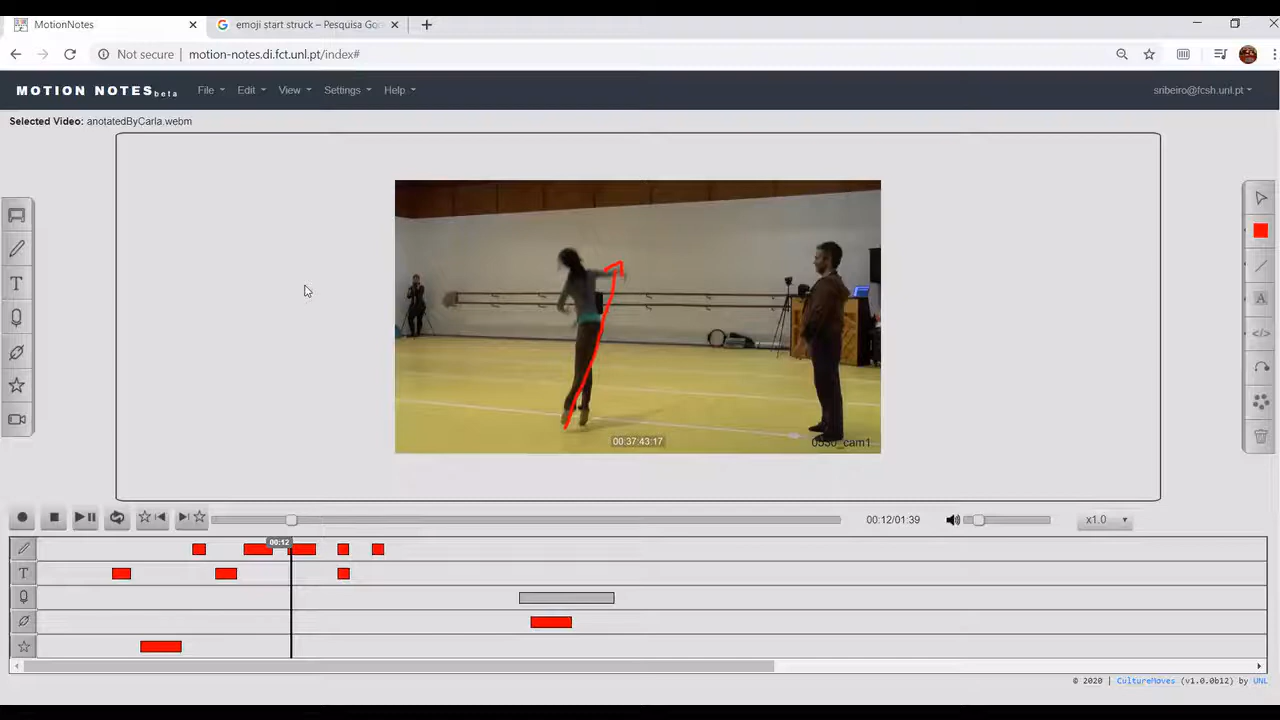 MotionNotes
emoji start struck – Pesquisa Go
Not secure | motion-notes.di.fct.unl.pt/index#
MOTION NOTES beta File Edit View Settings Help sribeiro@fcsh.unl.pt
Selected Video: anotatedByCarla.webm
T
A
</>
00:37:43:17
cam1
00:12/01:39 x1.0
00:12
T
© 2020 | CultureMoves (v1.0.0b12) by UNL